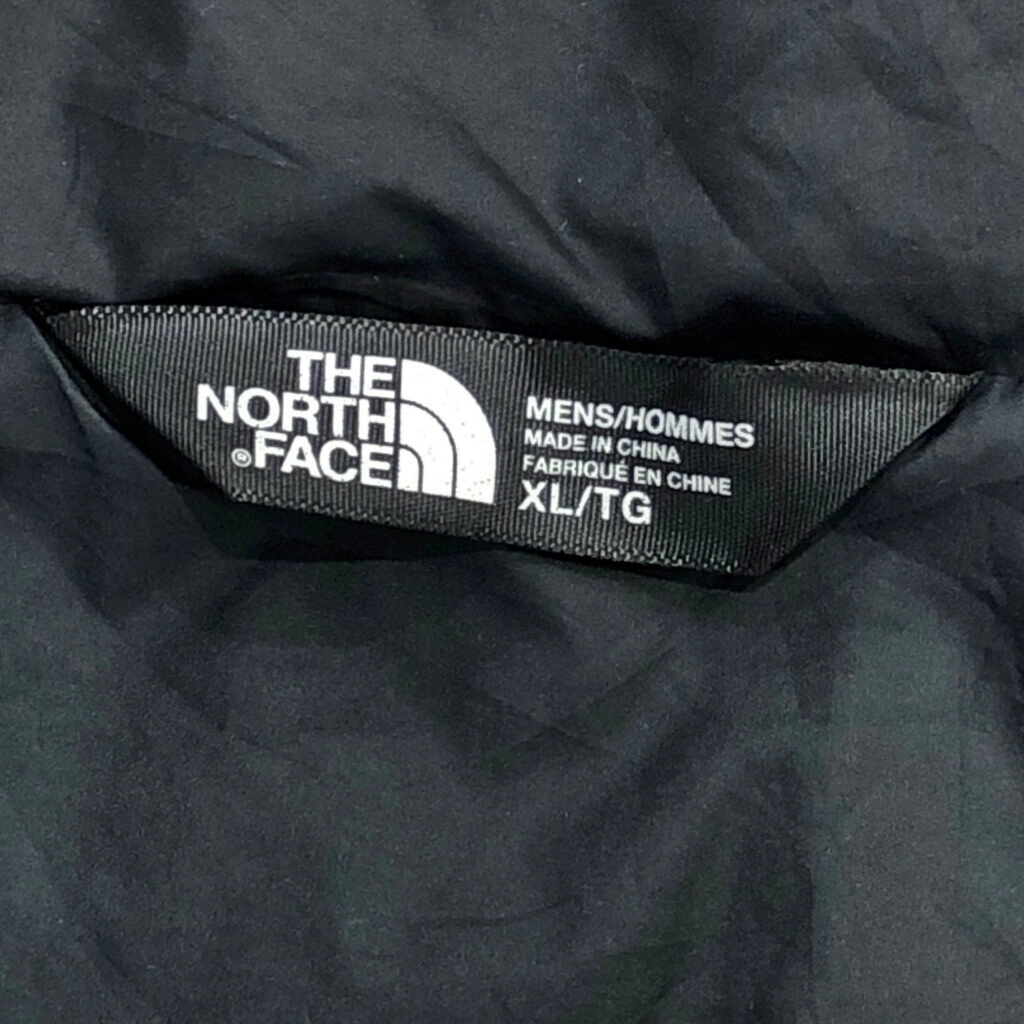 THE
NORTH
®FACE
MENS/HOMMES
MADE IN CHINA
FABRIQUÉ EN CHINE
XL/TG